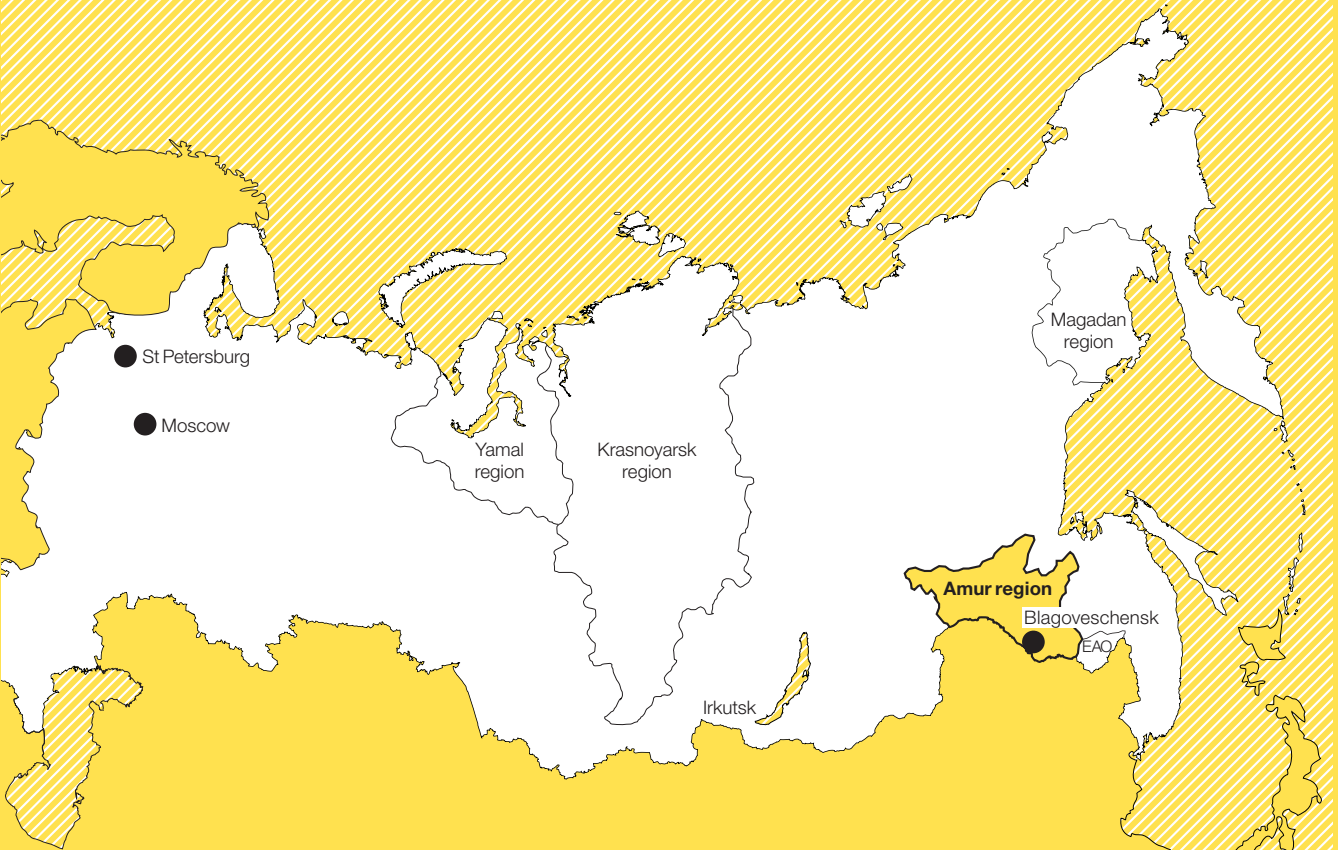 Magadan
region
St Petersburg
Moscow
Yamal
region
Krasnoyarsk
region
Amur region
Blagoveschensk
EAO
Irkutsk